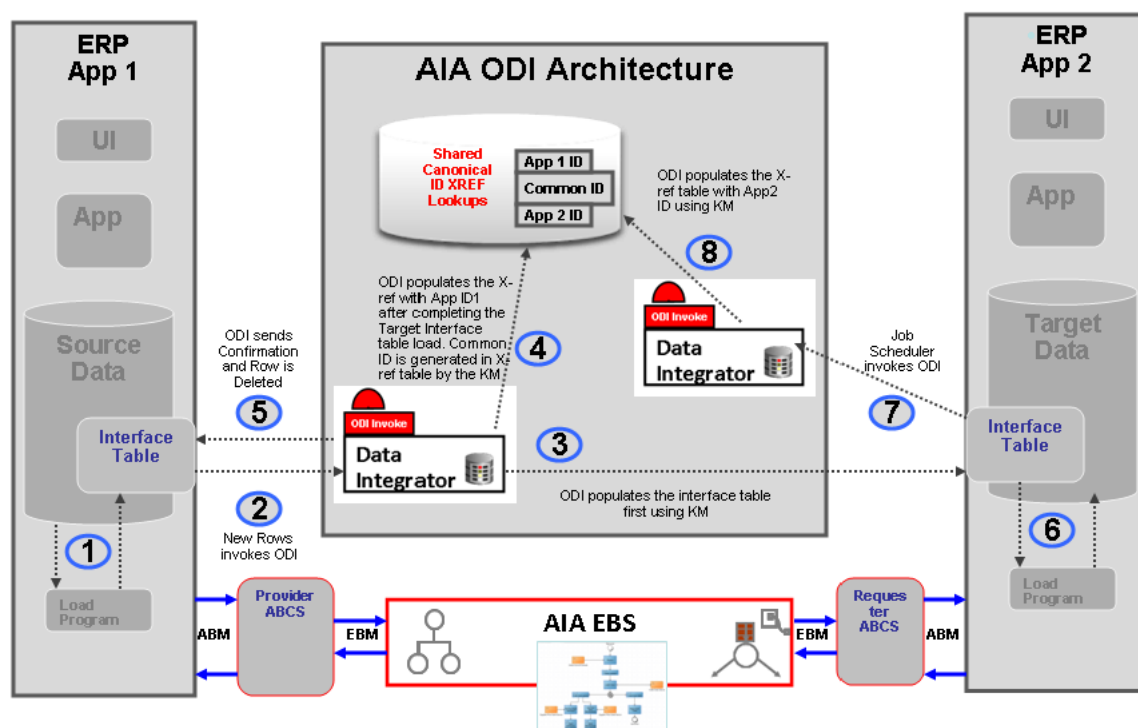 ERP
App 1
UI
App
Source
Data
Interface
Table
1
Load
Program
ODI sends
Confirmation
and Row is
Deleted
5
2
New Rows
invokes ODI
AIA ODI Architecture
Shared
Canonical
ID XREF
Lookups
App 1 ID
Common ID
App 2 ID
ODI populates the X-
ref table with App2
ID using KM
8
ODI populates the X-
ref with App ID1
after completing the
Target Interface
table load. Common
ID is generated in X-
ref table by the KM
4
ODI Invoke
Data
Integrator
ODI Invoke
Data
Integrator
3
ODI populates the interface table
first using KM
Job
Scheduler
invokes ODI
7
ERP
App 2
UI
App
Target
Data
Interface
Table
6
Load
Program
ABM
Provider
ABCS
EBM
AIA EBS
EBM
Reques
ter
ABCS
ABM